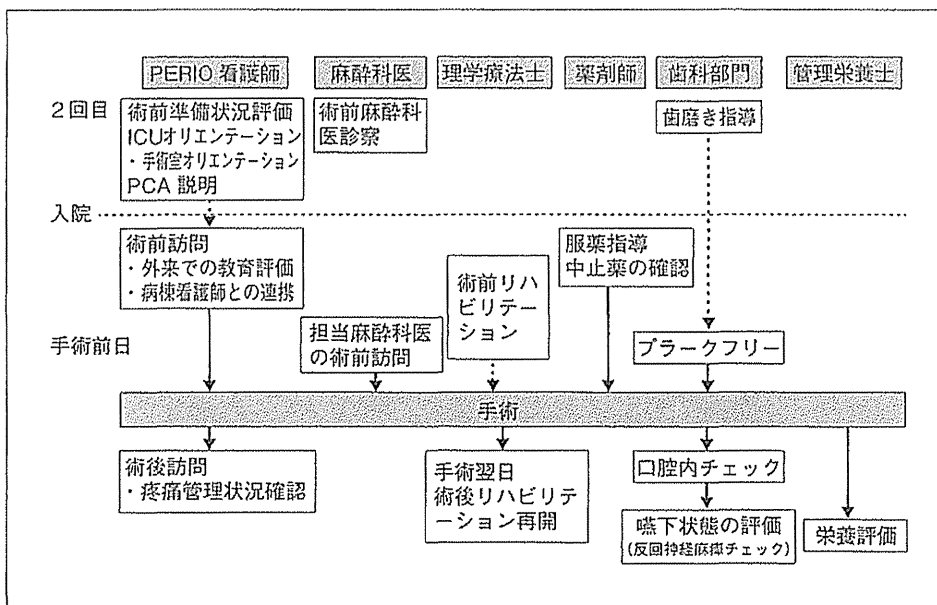 PERIO 看護師
麻酔科医
理学療法士
薬剤師
歯科部門
管理栄養士
2回目
術前準備状況評価
ICUオリエンテーション
・手術室オリエンテーション
PCA 説明
術前麻酔科
医診察
歯磨き指導
入院
術前訪問
・外来での教育評価
・病棟看護師との連携
術前リハ
ビリテー
ション
服薬指導
中止薬の確認
手術前日
担当麻酔科医
の術前訪問
プラークフリー
手術
術後訪問
・疼痛管理状況確認
手術翌日
術後リハビリテ
ーション再開
口腔内チェック
嚥下状態の評価
(反回神経麻痺チェック)
栄養評価